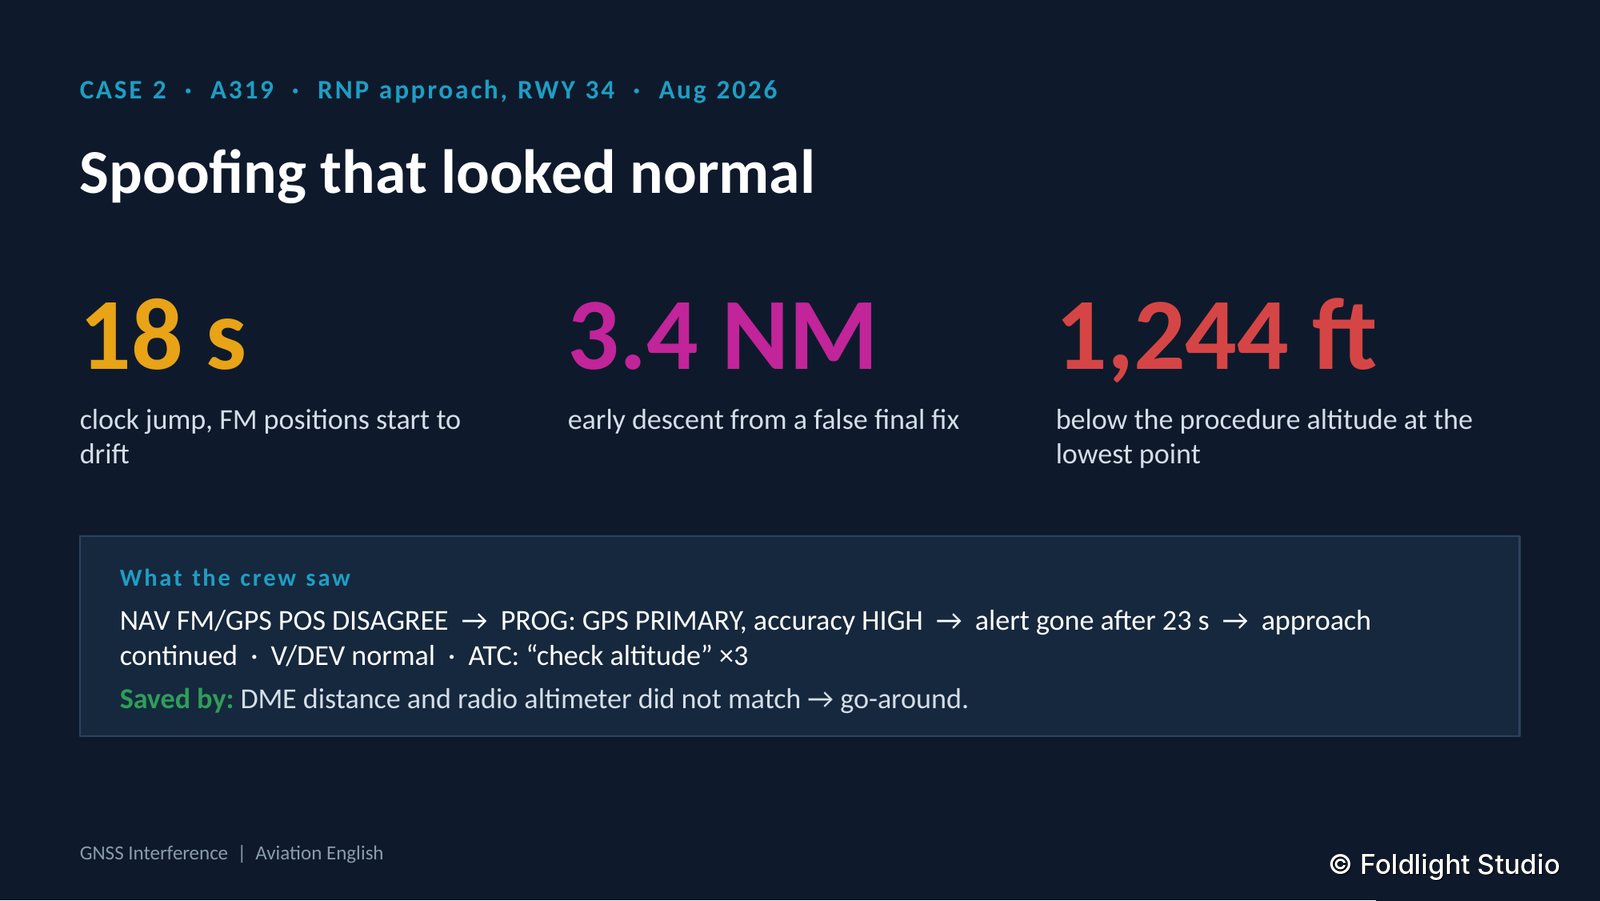 CASE 2 · A319 · RNP approach, RWY 34 · Aug 2026
Spoofing that looked normal
18 s
clock jump, FM positions start to
drift
3.4 NM
early descent from a false final fix
1,244 ft
below the procedure altitude at the
lowest point
What the crew saw
NAV FM/GPS POS DISAGREE → PROG: GPS PRIMARY, accuracy HIGH → alert gone after 23 s → approach
continued · V/DEV normal · ATC: “check altitude” ×3
Saved by: DME distance and radio altimeter did not match → go-around.
GNSS Interference | Aviation English
© Foldlight Studio